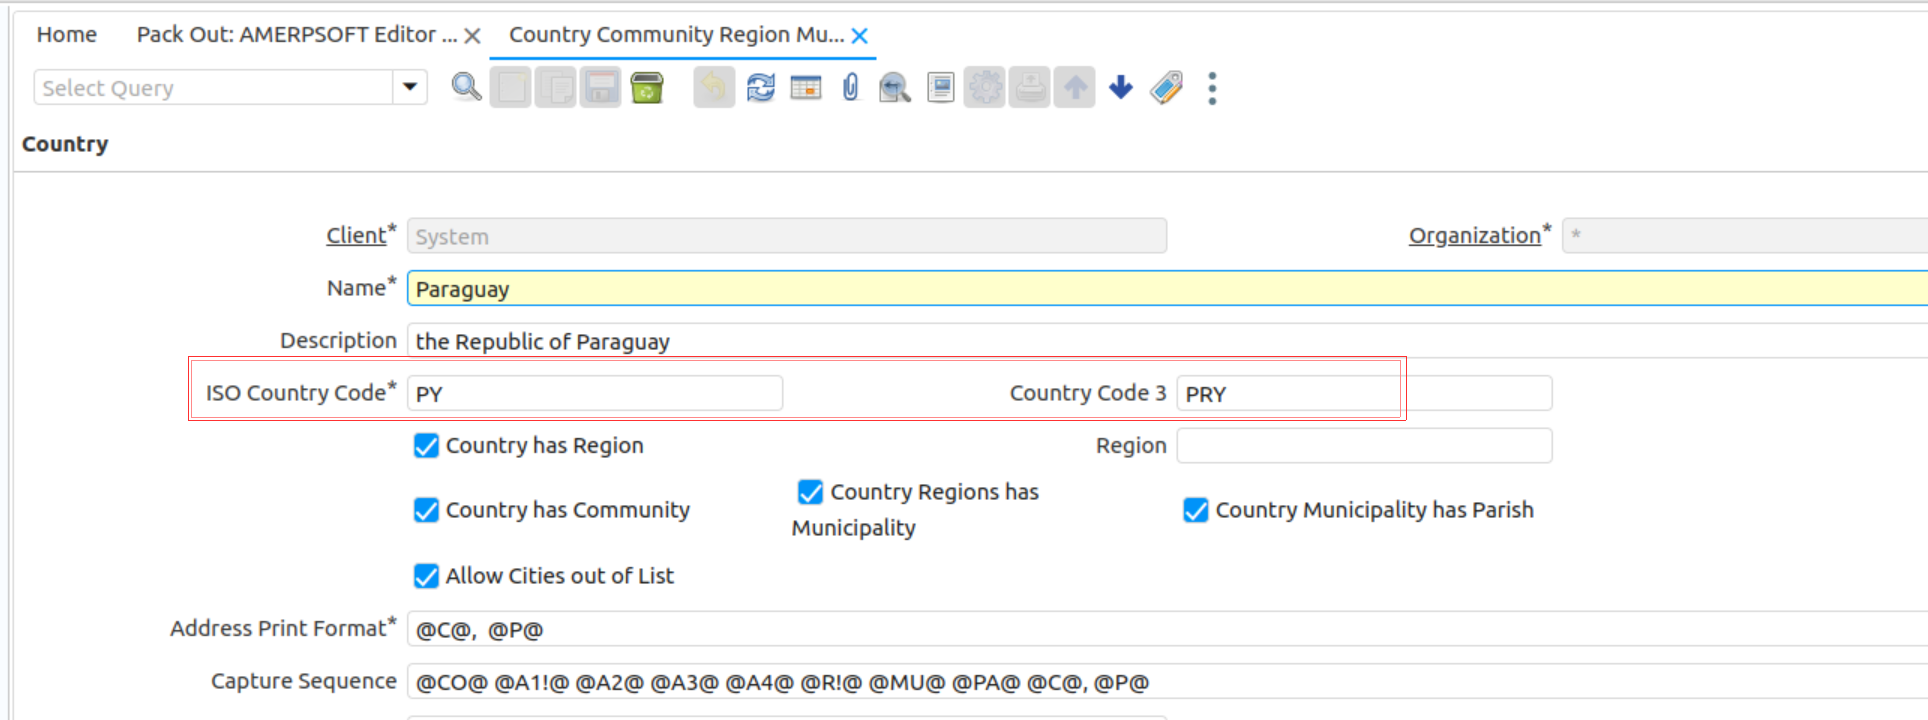 Home Pack Out: AMERPSOFT Editor ... Country Community Region Mu...
Select Query
Country
Client* System Organization* *
Name* Paraguay
Description the Republic of Paraguay
ISO Country Code* PY Country Code 3 PRY
Country has Region Region
Country has Community Country Regions has Municipality Country Municipality has Parish
Allow Cities out of List
Address Print Format* @C@, @P@
Capture Sequence @CO@ @A1!@ @A2@ @A3@ @A4@ @R!@ @MU@ @PA@ @C@, @P@